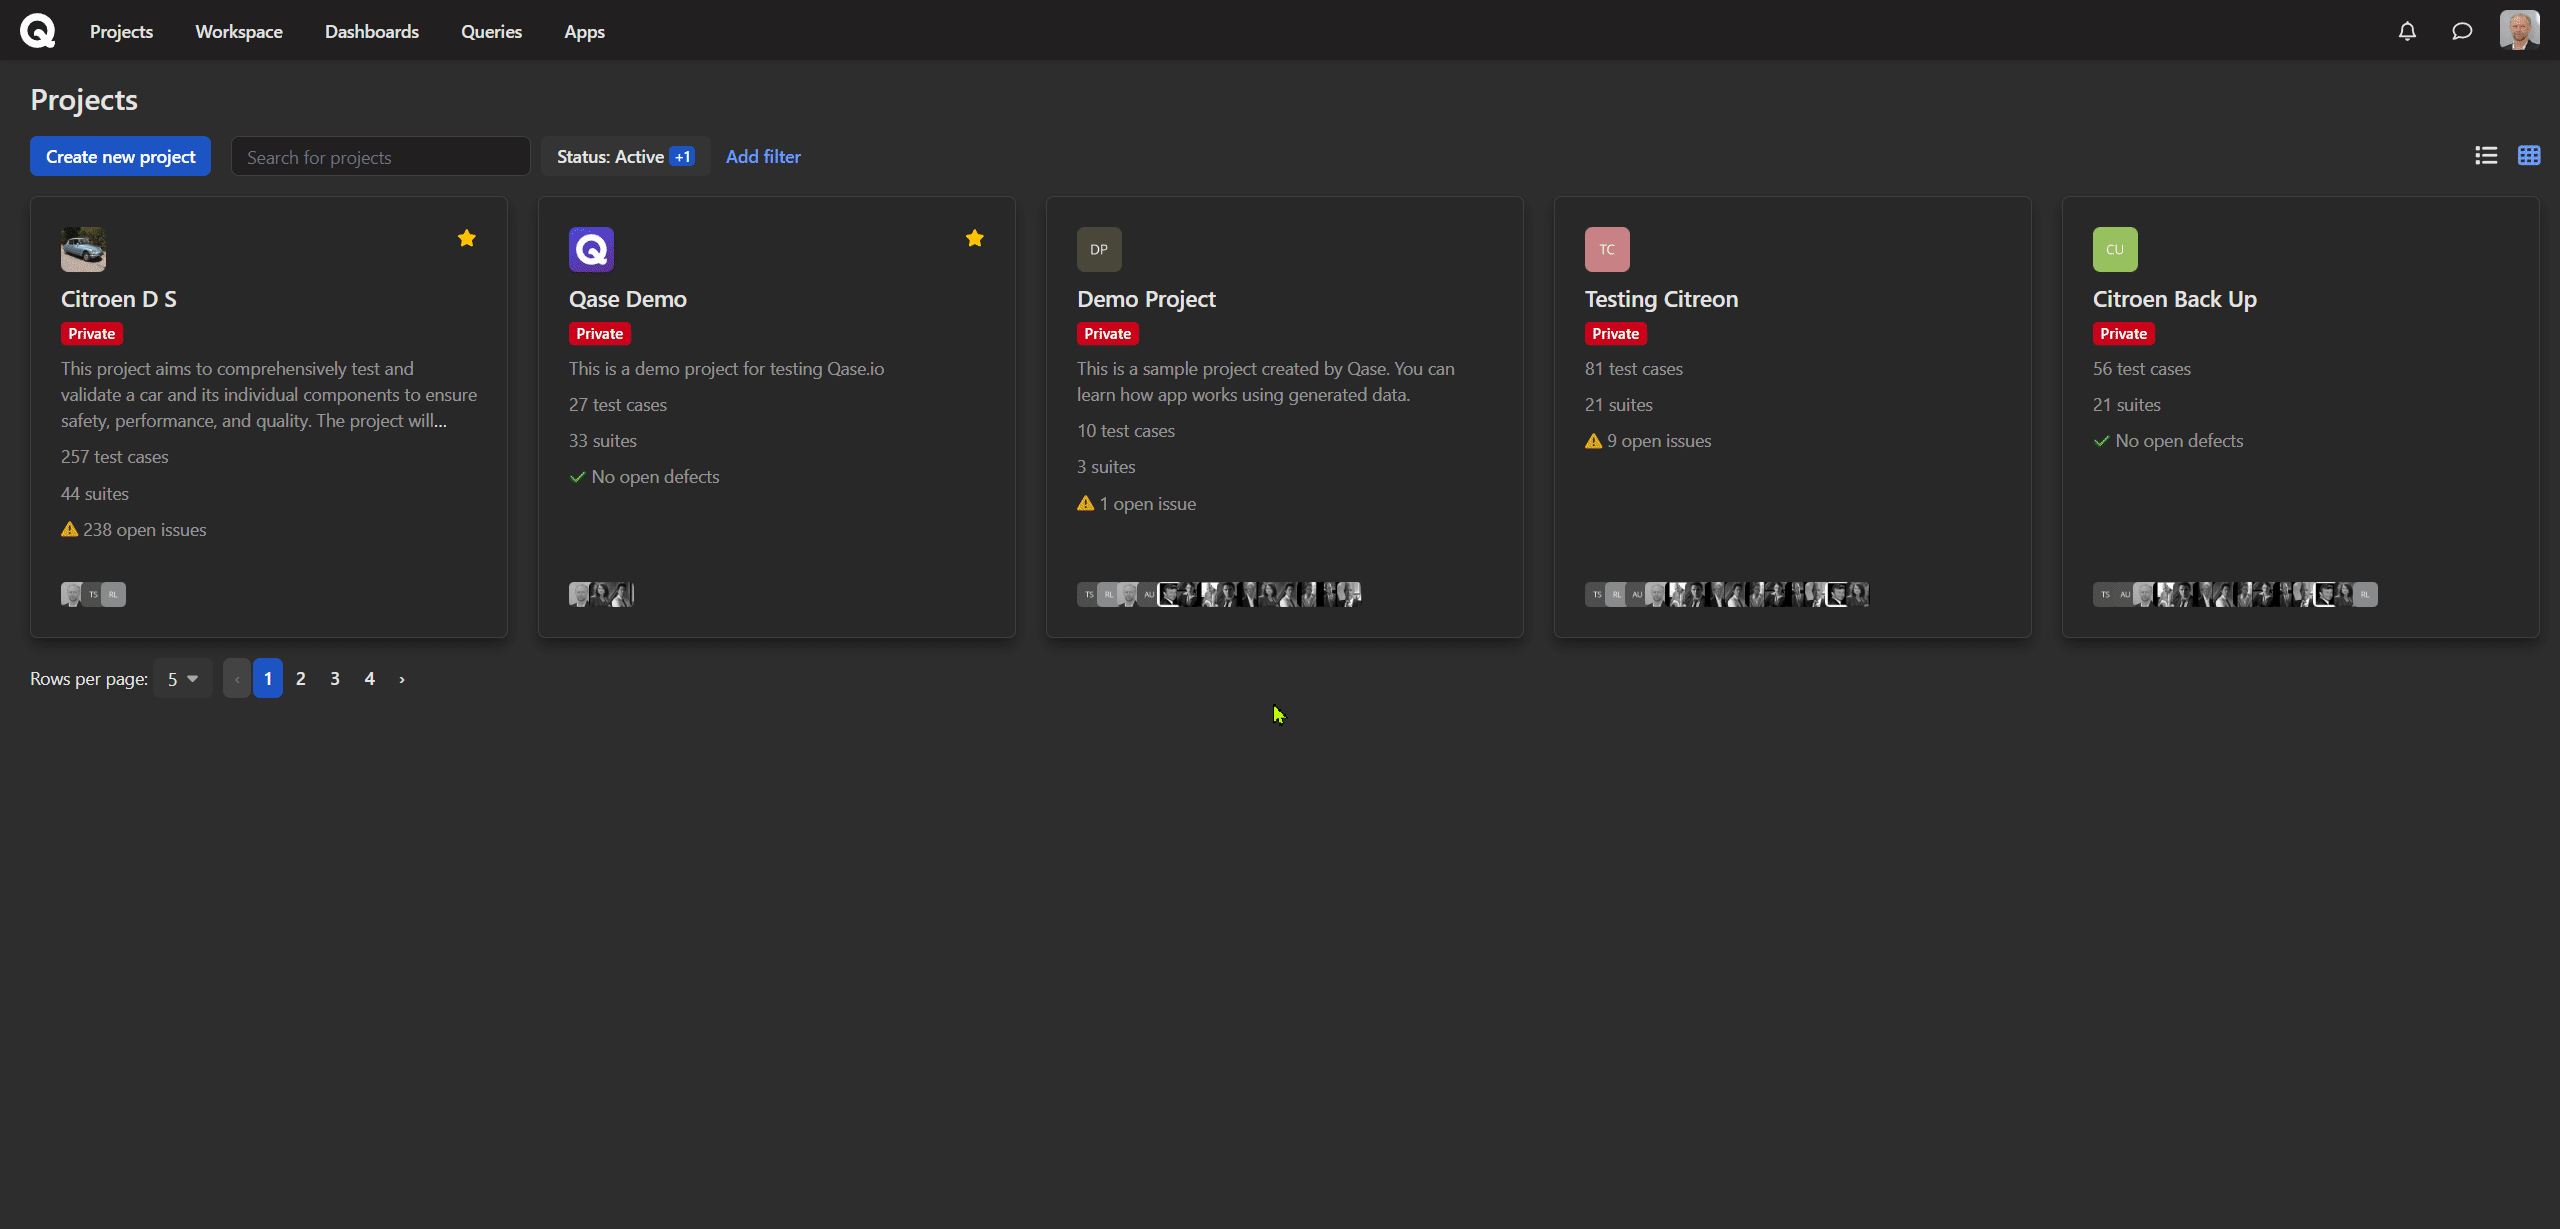 Projects
Workspace
Dashboards
Queries
Apps
Projects
Create new project
Search for projects
Status: Active +1
Add filter
Citroen D S
Private
This project aims to comprehensively test and
validate a car and its individual components to ensure
safety, performance, and quality. The project will...
257 test cases
44 suites
238 open issues
TS RL
Qase Demo
Private
This is a demo project for testing Qase.io
27 test cases
33 suites
No open defects
DP
Demo Project
Private
This is a sample project created by Qase. You can
learn how app works using generated data.
10 test cases
3 suites
1 open issue
TS RL AU
TC
Testing Citreon
Private
81 test cases
21 suites
9 open issues
TS RL AU
CU
Citroen Back Up
Private
56 test cases
21 suites
No open defects
TS AU RL
Rows per page: 5 ‹ 1 2 3 4 ›